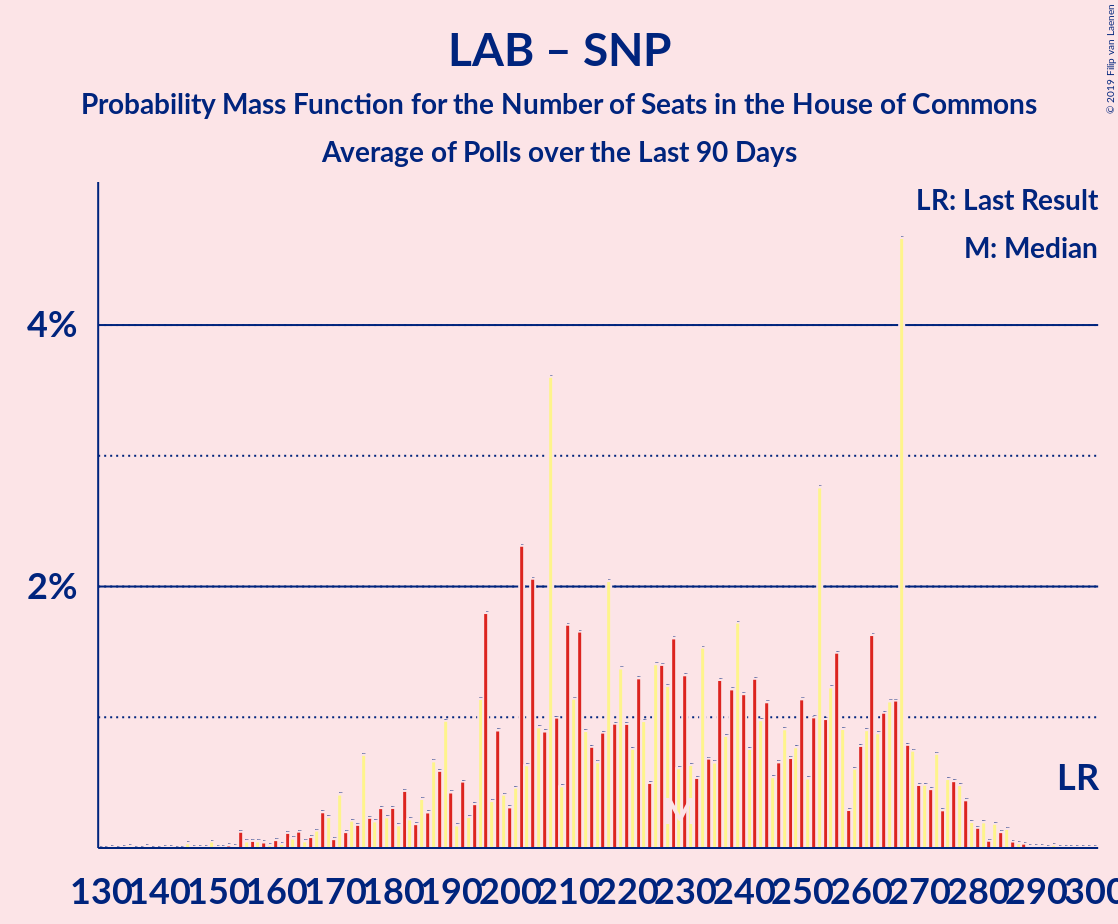 LAB – SNP
Probability Mass Function for the Number of Seats in the House of Commons
Average of Polls over the Last 90 Days
© 2019 Filip van Laenen
LR: Last Result
M: Median
4%
2%
LR
M
130 140 150 160 170 180 190 200 210 220 230 240 250 260 270 280 290 300